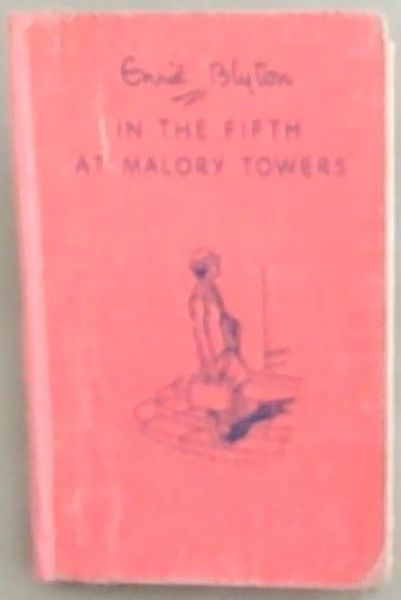 Enid Blyton
IN THE FIFTH
AT MALORY TOWERS